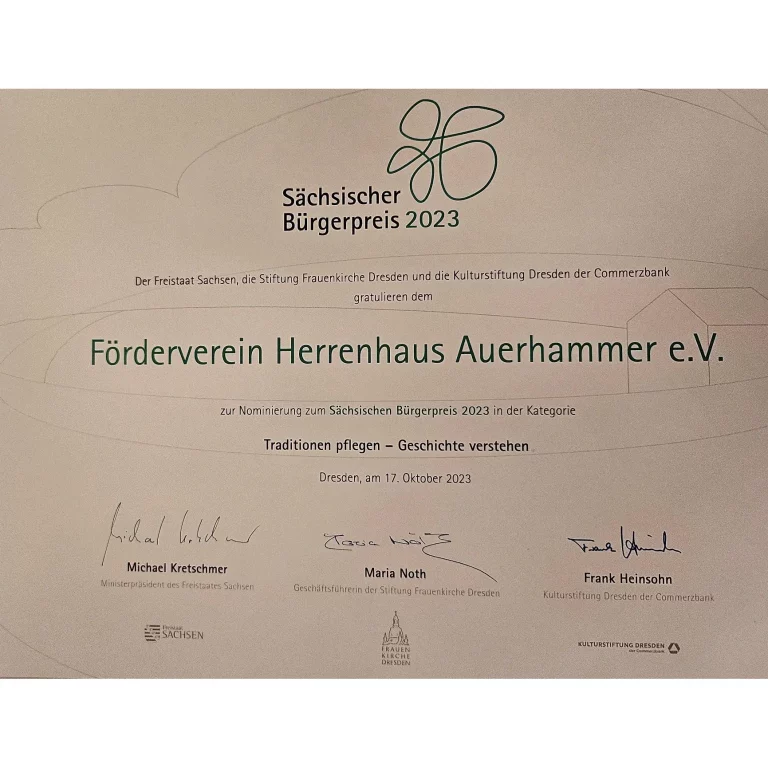 Sächsischer
Bürgerpreis 2023
Der Freistaat Sachsen, die Stiftung Frauenkirche Dresden und die Kulturstiftung Dresden der Commerzbank
gratulieren dem
Förderverein Herrenhaus Auerhammer e.V.
zur Nominierung zum Sächsischen Bürgerpreis 2023 in der Kategorie
Traditionen pflegen – Geschichte verstehen
Dresden, am 17. Oktober 2023
Michael Kretschmer
Ministerpräsident des Freistaates Sachsen
Maria Noth
Geschäftsführerin der Stiftung Frauenkirche Dresden
Frank Heinsohn
Kulturstiftung Dresden der Commerzbank
Freistaat
SACHSEN
FRAUEN
KIRCHE
DRESDEN
KULTURSTIFTUNG DRESDEN
der Commerzbank